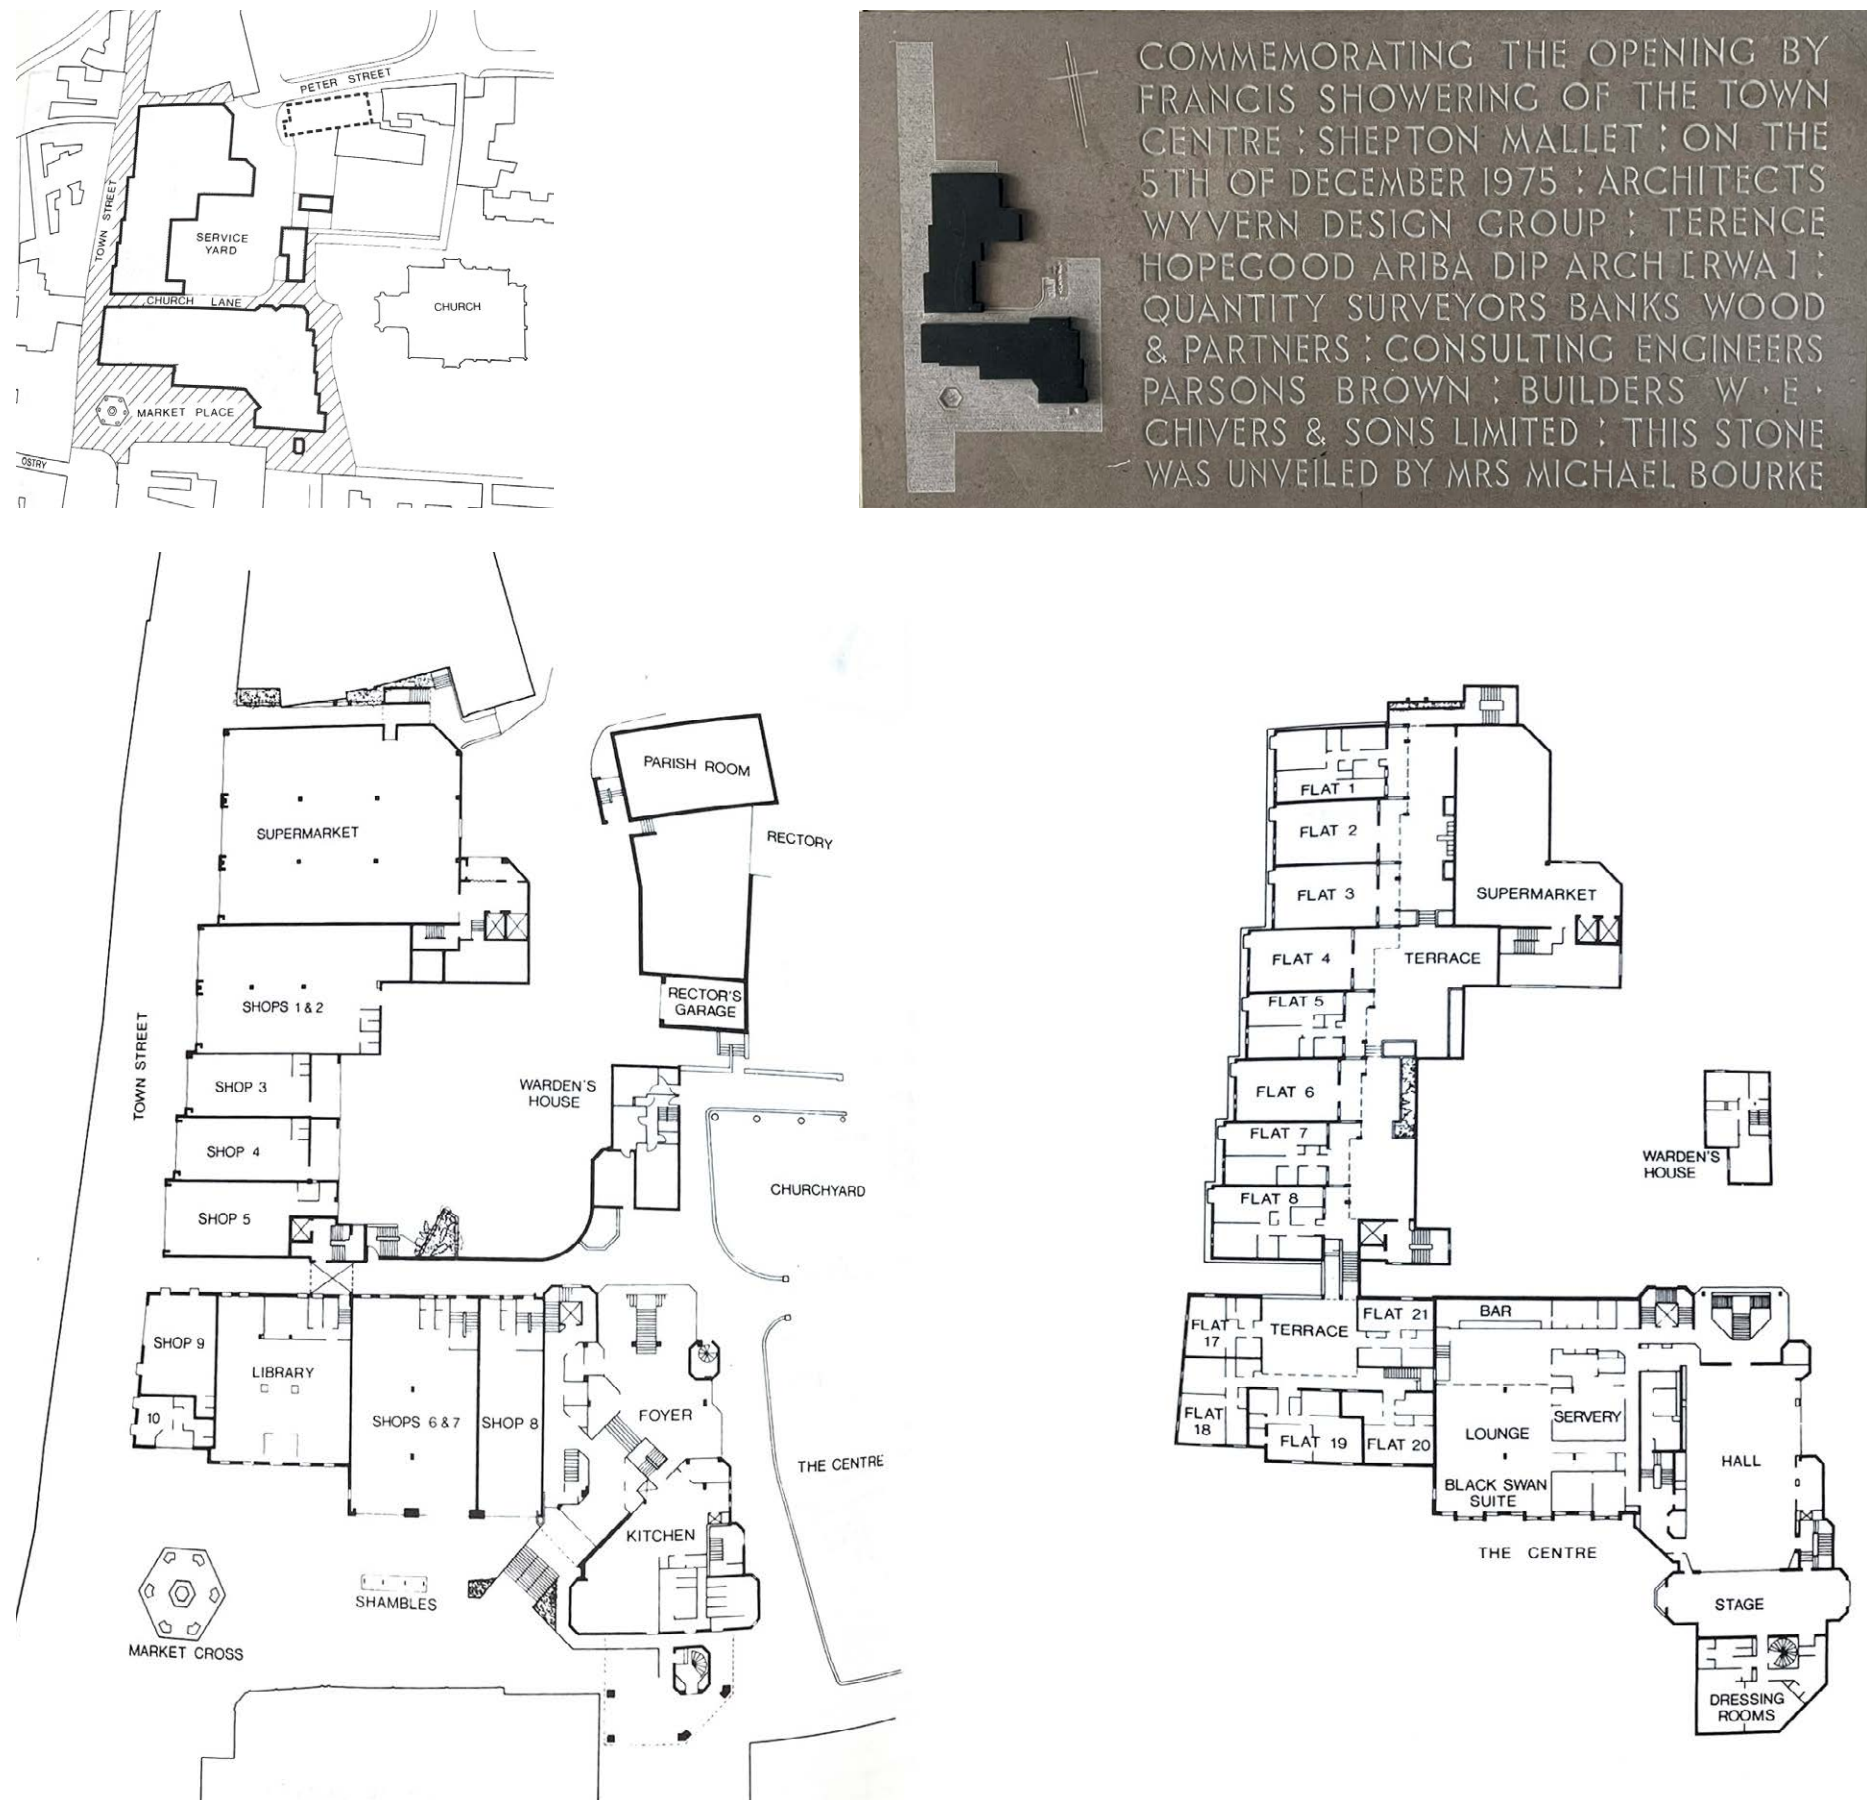 PETER STREET
TOWN STREET
SERVICE
YARD
CHURCH LANE
CHURCH
MARKET PLACE
OSTRY
COMMEMORATING THE OPENING BY
FRANCIS SHOWERING OF THE TOWN
CENTRE : SHEPTON MALLET : ON THE
5TH OF DECEMBER 1975 : ARCHITECTS
WYVERN DESIGN GROUP : TERENCE
HOPEGOOD ARIBA DIP ARCH [RWA] :
QUANTITY SURVEYORS BANKS WOOD
& PARTNERS : CONSULTING ENGINEERS
PARSONS BROWN : BUILDERS W · E ·
CHIVERS & SONS LIMITED : THIS STONE
WAS UNVEILED BY MRS MICHAEL BOURKE
PARISH ROOM
SUPERMARKET
RECTORY
RECTOR'S
GARAGE
SHOPS 1 & 2
TOWN STREET
SHOP 3
WARDEN'S
HOUSE
SHOP 4
CHURCHYARD
SHOP 5
SHOP 9
LIBRARY
10
SHOPS 6 & 7
SHOP 8
FOYER
THE CENTRE
KITCHEN
SHAMBLES
MARKET CROSS
FLAT 1
FLAT 2
FLAT 3
SUPERMARKET
FLAT 4
TERRACE
FLAT 5
FLAT 6
FLAT 7
WARDEN'S
HOUSE
FLAT 8
FLAT
17
TERRACE
FLAT 21
BAR
FLAT
18
FLAT 19
FLAT 20
LOUNGE
SERVERY
HALL
BLACK SWAN
SUITE
THE CENTRE
STAGE
DRESSING
ROOMS